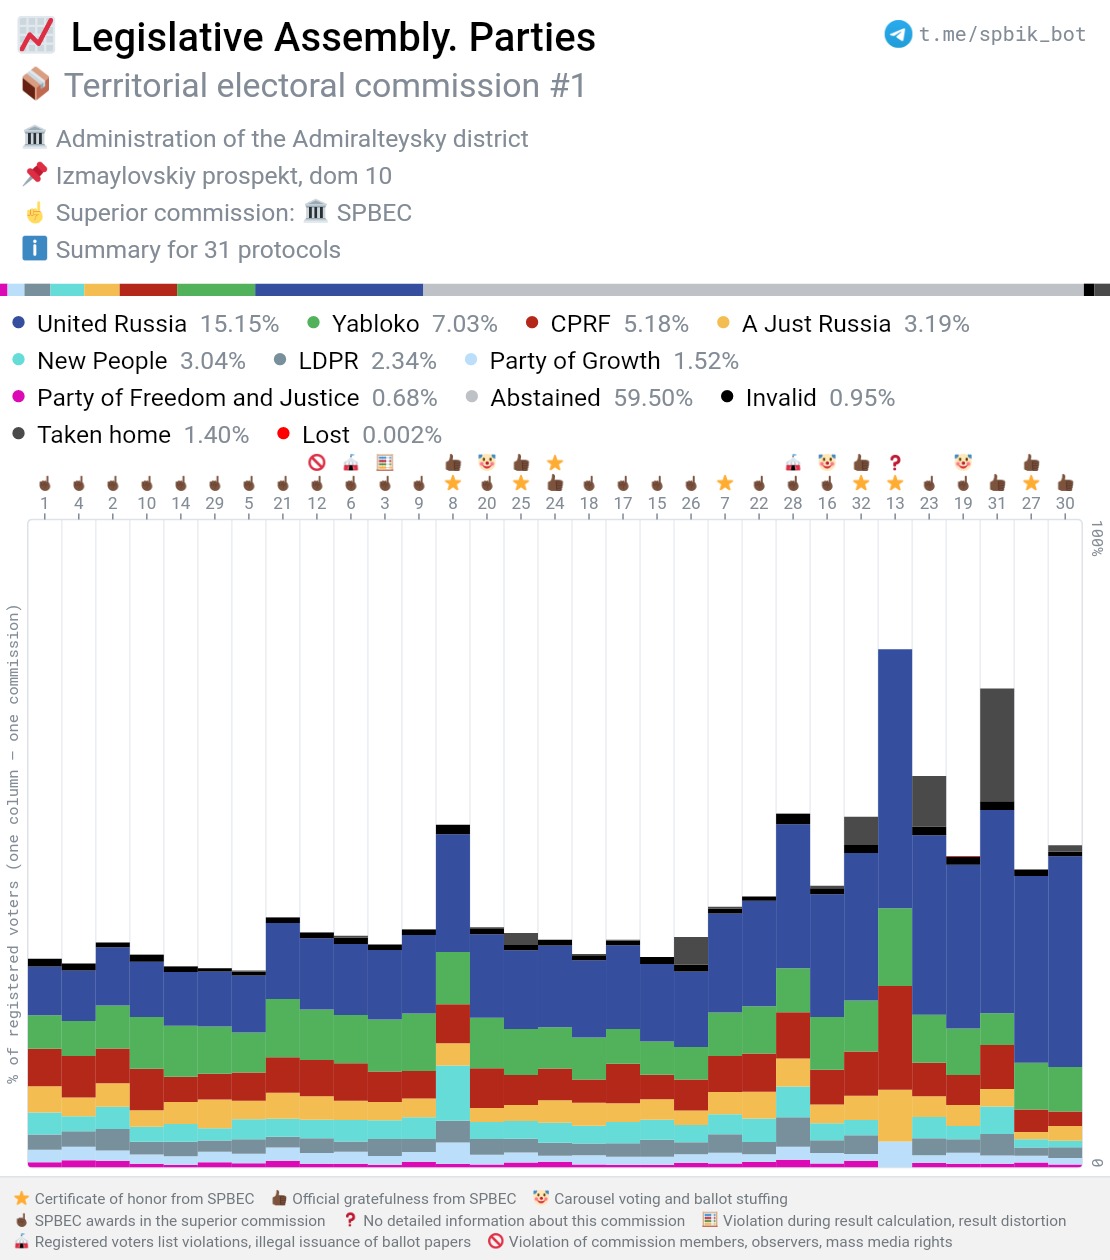 Legislative Assembly. Parties
t.me/spbik_bot
Territorial electoral commission #1
Administration of the Admiralteysky district
Izmaylovskiy prospekt, dom 10
Superior commission: SPBEC
Summary for 31 protocols
United Russia 15.15% Yabloko 7.03% CPRF 5.18% A Just Russia 3.19%
New People 3.04% LDPR 2.34% Party of Growth 1.52%
Party of Freedom and Justice 0.68% Abstained 59.50% Invalid 0.95%
Taken home 1.40% Lost 0.002%
1 4 2 10 14 29 5 21 12 6 3 9 8 20 25 24 18 17 15 26 7 22 28 16 32 13 23 19 31 27 30
100%
% of registered voters (one column – one commission)
0
Certificate of honor from SPBEC Official gratefulness from SPBEC Carousel voting and ballot stuffing
SPBEC awards in the superior commission No detailed information about this commission Violation during result calculation, result distortion
Registered voters list violations, illegal issuance of ballot papers Violation of commission members, observers, mass media rights